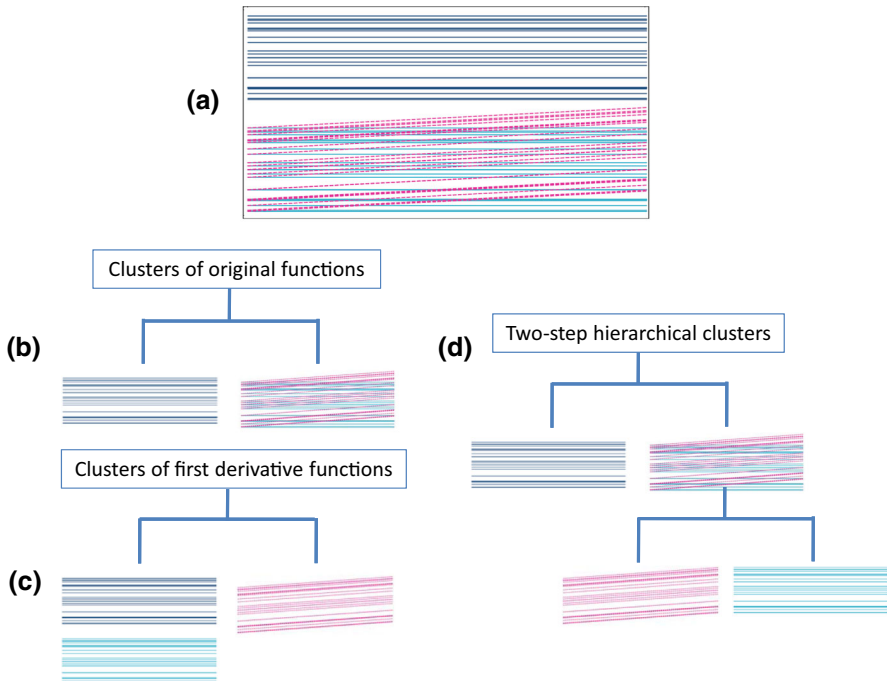 (a)
Clusters of original functions
(b)
(d)
Two-step hierarchical clusters
Clusters of first derivative functions
(c)